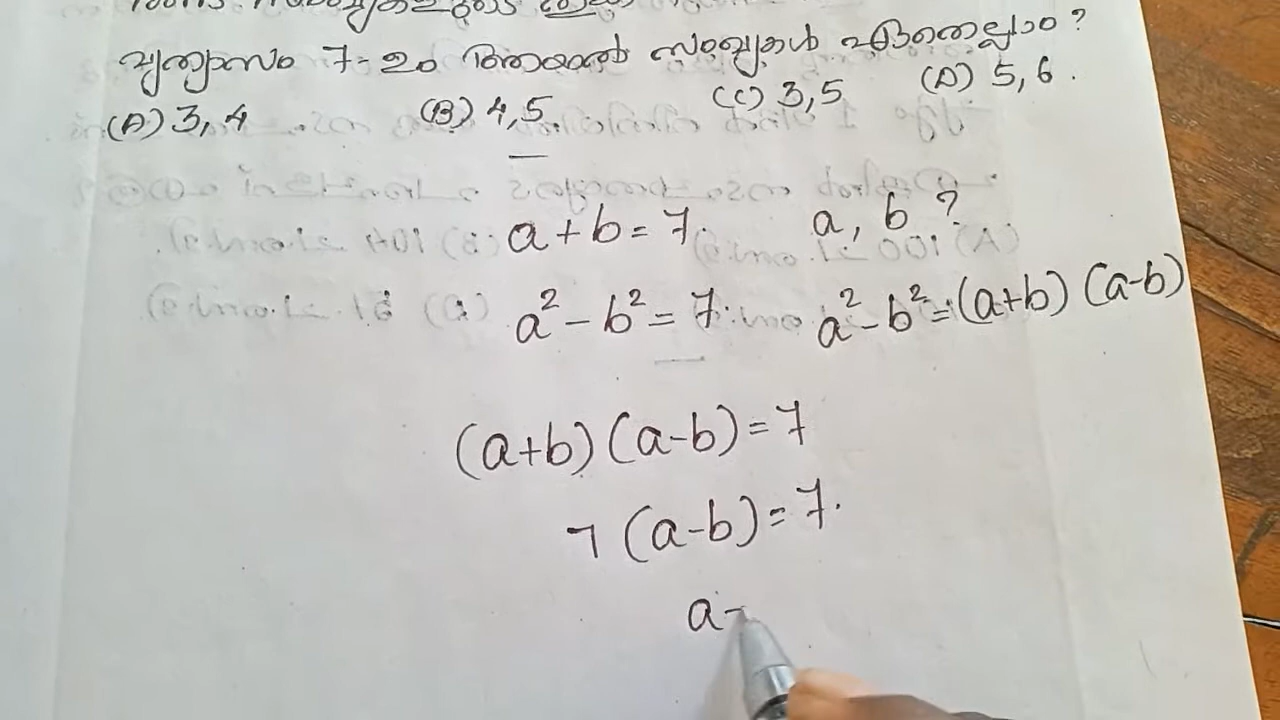 വ്യത്യാസം 7-ഉം ആയാൽ സംഖ്യകൾ ഏതെല്ലാം?
(A) 3, 4 (B) 4, 5. (C) 3, 5 (D) 5, 6.
a + b = 7. a, b ?
a² - b² = 7. a² - b² = (a+b) (a-b)
(a+b) (a-b) = 7
7 (a-b) = 7.
a -